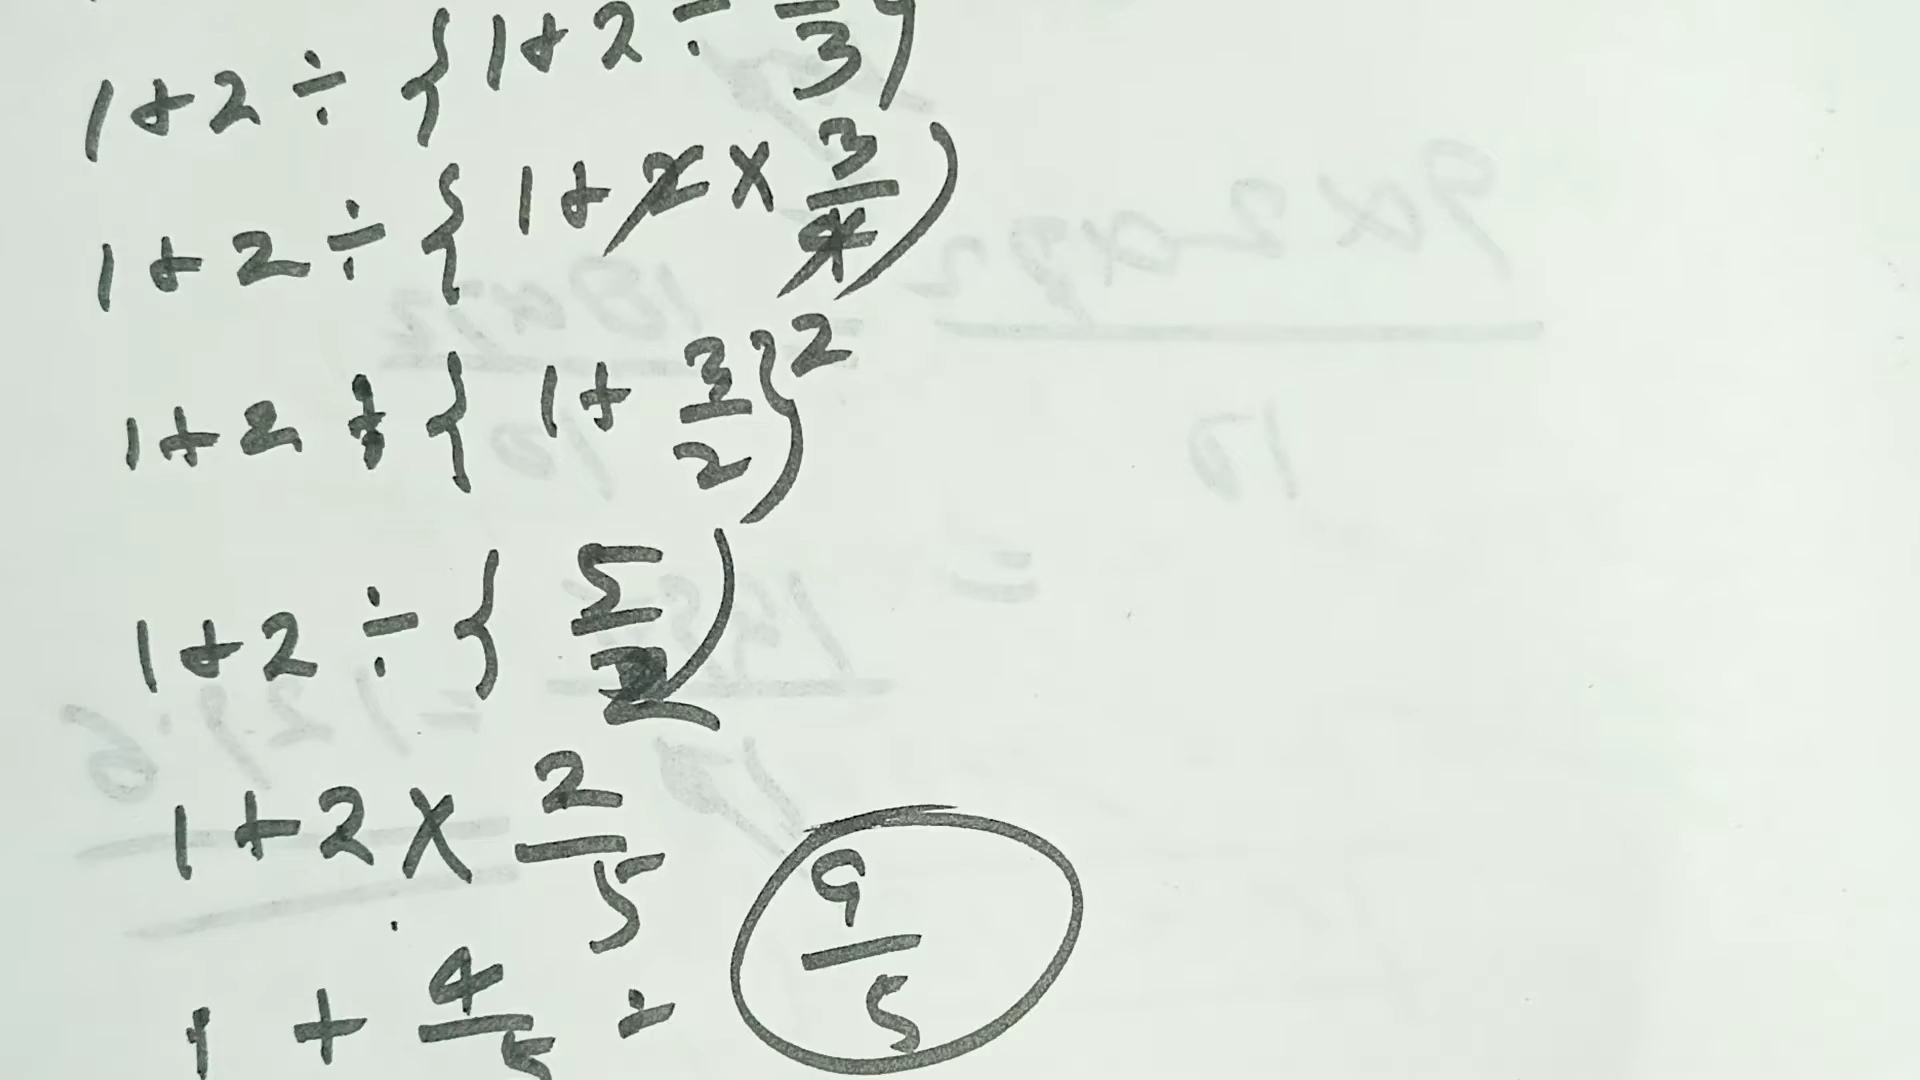 1+2 ÷ {1+2 ÷ —/3}
1+2 ÷ { 1+2 × 3/4 )
1+2 ÷ { 1+ 3/2 }2
1+2 ÷ { 5/2 )
1+2 × 2/5
1 + 4/5 ÷ 9/5